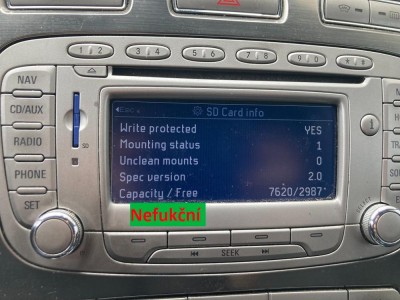 1 2
3 4
5 6
7 8
9 0
* #
NAV
CD/AUX
RADIO
PHONE
SET
SD
SD Card info
Write protected YES
Mounting status 1
Unclean mounts 0
Spec version 2.0
Capacity / Free 7620/2987
Nefukční
SEEK
i